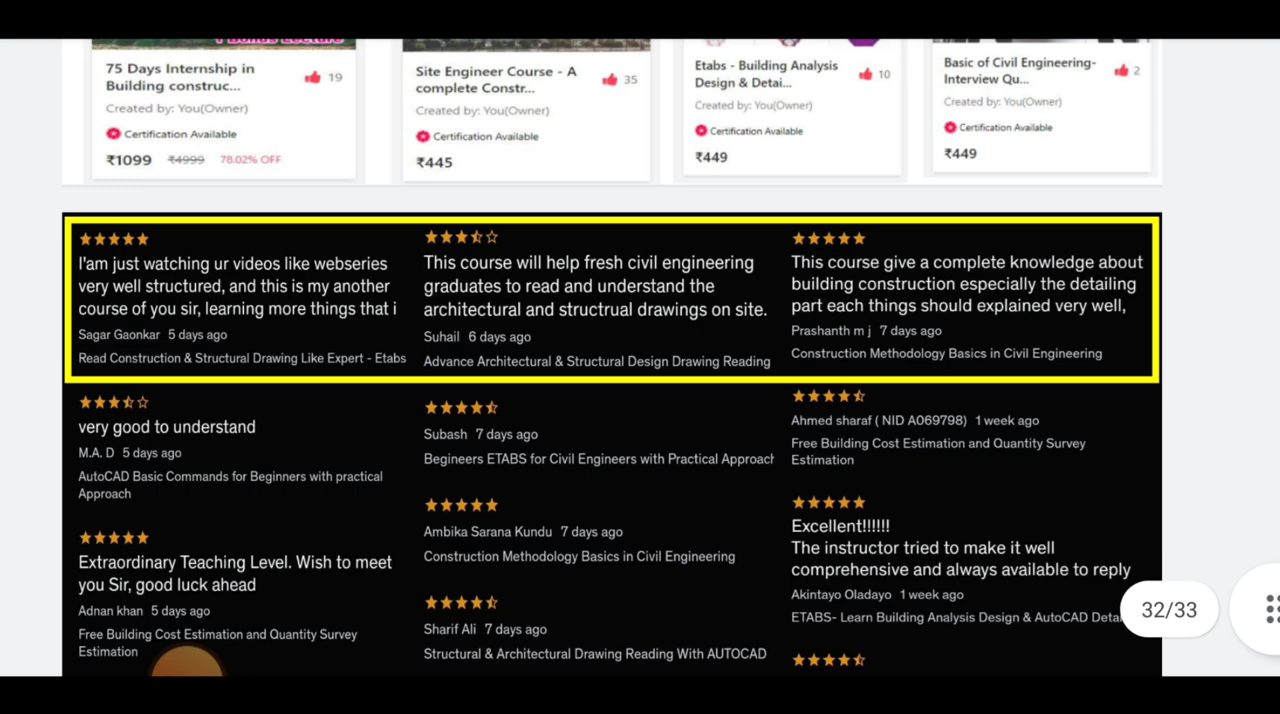 75 Days Internship in
Building construc...
19
Created by: You(Owner)
Certification Available
₹1099 ₹4999 78.02% OFF
Site Engineer Course - A
complete Constr...
35
Created by: You(Owner)
Certification Available
₹445
Etabs - Building Analysis
Design & Detai...
10
Created by: You(Owner)
Certification Available
₹449
Basic of Civil Engineering-
Interview Qu...
2
Created by: You(Owner)
Certification Available
₹449
I'am just watching ur videos like webseries
very well structured, and this is my another
course of you sir, learning more things that i
Sagar Gaonkar 5 days ago
Read Construction & Structural Drawing Like Expert - Etabs
This course will help fresh civil engineering
graduates to read and understand the
architectural and structrual drawings on site.
Suhail 6 days ago
Advance Architectural & Structural Design Drawing Reading
This course give a complete knowledge about
building construction especially the detailing
part each things should explained very well,
Prashanth m j 7 days ago
Construction Methodology Basics in Civil Engineering
very good to understand
M.A. D 5 days ago
AutoCAD Basic Commands for Beginners with practical
Approach
Extraordinary Teaching Level. Wish to meet
you Sir, good luck ahead
Adnan khan 5 days ago
Free Building Cost Estimation and Quantity Survey
Estimation
Subash 7 days ago
Begineers ETABS for Civil Engineers with Practical Approach
Ambika Sarana Kundu 7 days ago
Construction Methodology Basics in Civil Engineering
Sharif Ali 7 days ago
Structural & Architectural Drawing Reading With AUTOCAD
Ahmed sharaf ( NID A069798) 1 week ago
Free Building Cost Estimation and Quantity Survey
Estimation
Excellent!!!!!!
The instructor tried to make it well
comprehensive and always available to reply
Akintayo Oladayo 1 week ago
ETABS- Learn Building Analysis Design & AutoCAD Detai
32/33